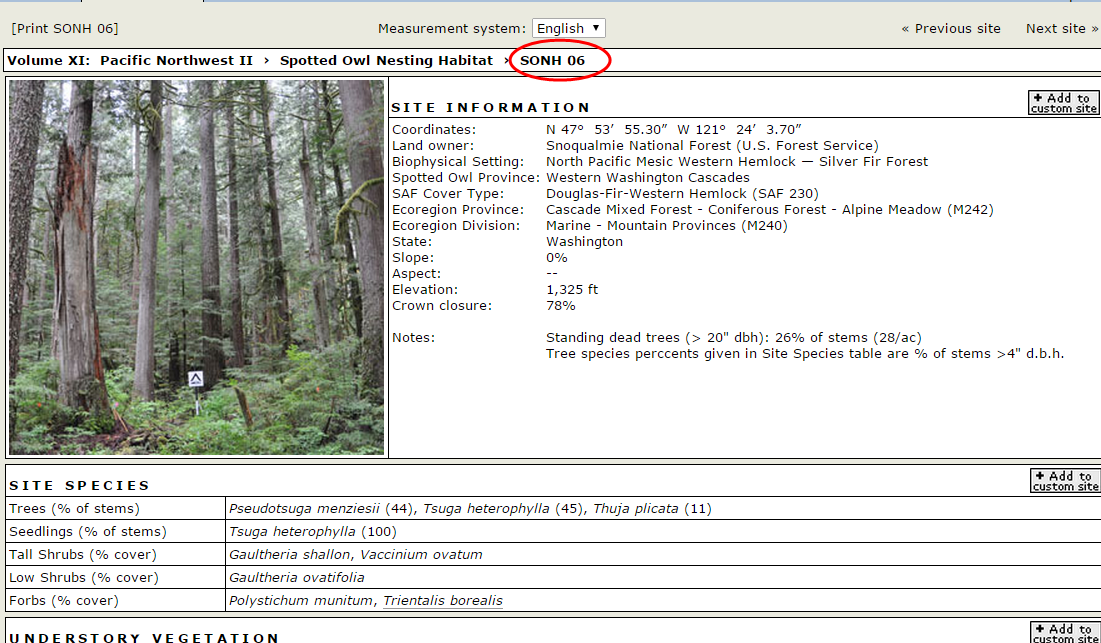 [Print SONH 06] Measurement system: English ▼ « Previous site Next site »
Volume XI: Pacific Northwest II › Spotted Owl Nesting Habitat › SONH 06
SITE INFORMATION
+ Add to
custom site
Coordinates: N 47° 53′ 55.30″ W 121° 24′ 3.70″
Land owner: Snoqualmie National Forest (U.S. Forest Service)
Biophysical Setting: North Pacific Mesic Western Hemlock — Silver Fir Forest
Spotted Owl Province: Western Washington Cascades
SAF Cover Type: Douglas-Fir-Western Hemlock (SAF 230)
Ecoregion Province: Cascade Mixed Forest - Coniferous Forest - Alpine Meadow (M242)
Ecoregion Division: Marine - Mountain Provinces (M240)
State: Washington
Slope: 0%
Aspect: --
Elevation: 1,325 ft
Crown closure: 78%
Notes: Standing dead trees (> 20" dbh): 26% of stems (28/ac)
Tree species perccents given in Site Species table are % of stems >4" d.b.h.
SITE SPECIES
+ Add to
custom site
Trees (% of stems) Pseudotsuga menziesii (44), Tsuga heterophylla (45), Thuja plicata (11)
Seedlings (% of stems) Tsuga heterophylla (100)
Tall Shrubs (% cover) Gaultheria shallon, Vaccinium ovatum
Low Shrubs (% cover) Gaultheria ovatifolia
Forbs (% cover) Polystichum munitum, Trientalis borealis
UNDERSTORY VEGETATION
+ Add to
custom site